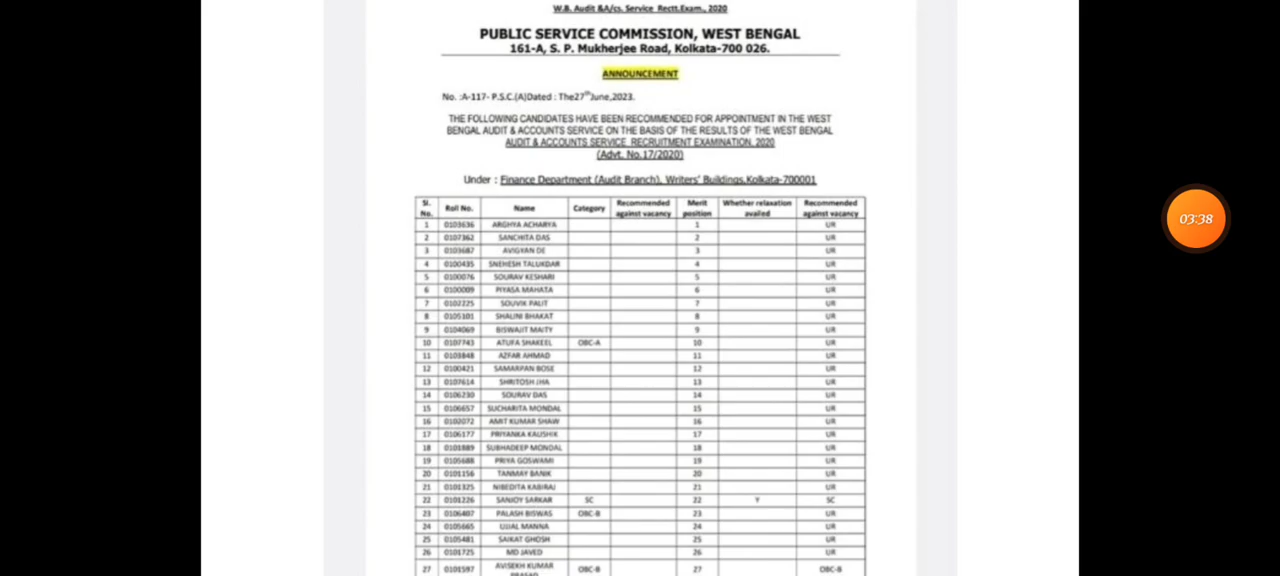 W.B. Audit &A/cs. Service Rectt.Exam., 2020
PUBLIC SERVICE COMMISSION, WEST BENGAL
161-A, S. P. Mukherjee Road, Kolkata-700 026.
ANNOUNCEMENT
No. :A-117- P.S.C.(A)Dated : The27thJune,2023.
THE FOLLOWING CANDIDATES HAVE BEEN RECOMMENDED FOR APPOINTMENT IN THE WEST
BENGAL AUDIT & ACCOUNTS SERVICE ON THE BASIS OF THE RESULTS OF THE WEST BENGAL
AUDIT & ACCOUNTS SERVICE RECRUITMENT EXAMINATION, 2020
(Advt. No.17/2020)
Under : Finance Department (Audit Branch), Writers' Buildings,Kolkata-700001
Sl. No. Roll No. Name Category Recommended against vacancy Merit position Whether relaxation availed Recommended against vacancy
1 0103636 ARGHYA ACHARYA 1 UR
2 0107362 SANCHITA DAS 2 UR
3 0103687 AVIGYAN DE 3 UR
4 0100435 SNEHESH TALUKDAR 4 UR
5 0100076 SOURAV KESHARI 5 UR
6 0100009 PIYASA MAHATA 6 UR
7 0102225 SOUVIK PALIT 7 UR
8 0105101 SHALINI BHAKAT 8 UR
9 0104069 BISWAJIT MAITY 9 UR
10 0107743 ATUFA SHAKEEL OBC-A 10 UR
11 0103848 AZFAR AHMAD 11 UR
12 0100421 SAMARPAN BOSE 12 UR
13 0107614 SHRITOSH JHA 13 UR
14 0106230 SOURAV DAS 14 UR
15 0106657 SUCHARITA MONDAL 15 UR
16 0102072 AMIT KUMAR SHAW 16 UR
17 0106177 PRIYANKA KAUSHIK 17 UR
18 0101889 SUBHADEEP MONDAL 18 UR
19 0105688 PRIYA GOSWAMI 19 UR
20 0101156 TANMAY BANIK 20 UR
21 0101325 NIBEDITA KABIRAJ 21 UR
22 0101226 SANJOY SARKAR SC 22 Y SC
23 0106407 PALASH BISWAS OBC-B 23 UR
24 0105665 UJJAL MANNA 24 UR
25 0105481 SAIKAT GHOSH 25 UR
26 0101725 MD JAVED 26 UR
27 0101597 AVISEKH KUMAR PRASAD OBC-B 27 OBC-B
03:38